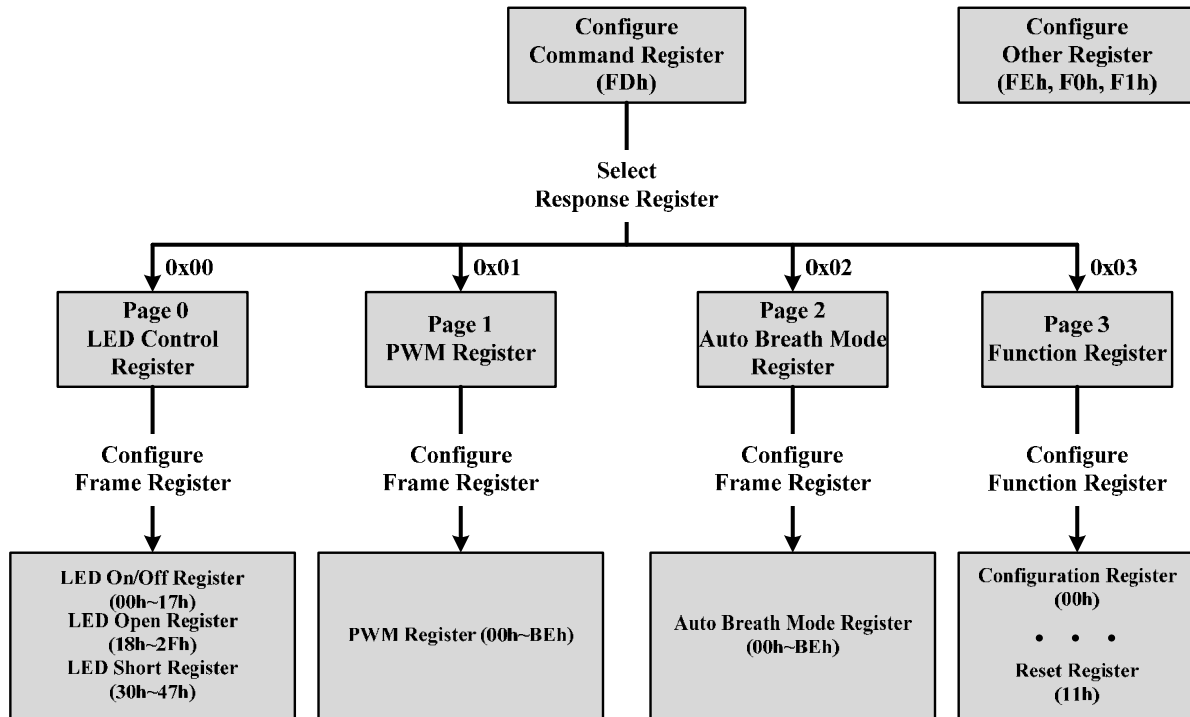 Configure
Command Register
(FDh)
Configure
Other Register
(FEh, F0h, F1h)
Select
Response Register
0x00
0x01
0x02
0x03
Page 0
LED Control
Register
Page 1
PWM Register
Page 2
Auto Breath Mode
Register
Page 3
Function Register
Configure
Frame Register
Configure
Frame Register
Configure
Frame Register
Configure
Function Register
LED On/Off Register
(00h~17h)
LED Open Register
(18h~2Fh)
LED Short Register
(30h~47h)
PWM Register (00h~BEh)
Auto Breath Mode Register
(00h~BEh)
Configuration Register
(00h)
• • •
Reset Register
(11h)